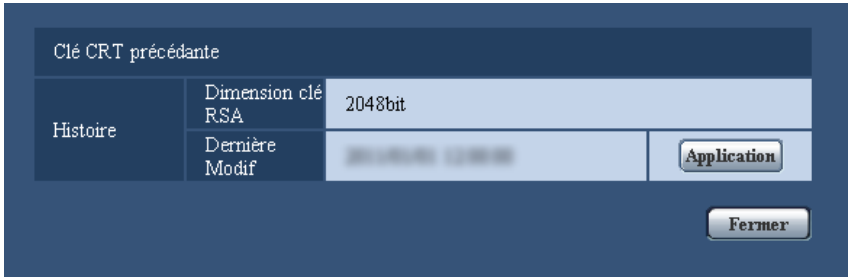 Clé CRT précédante
Histoire
Dimension clé
RSA
2048bit
Dernière
Modif
Application
Fermer